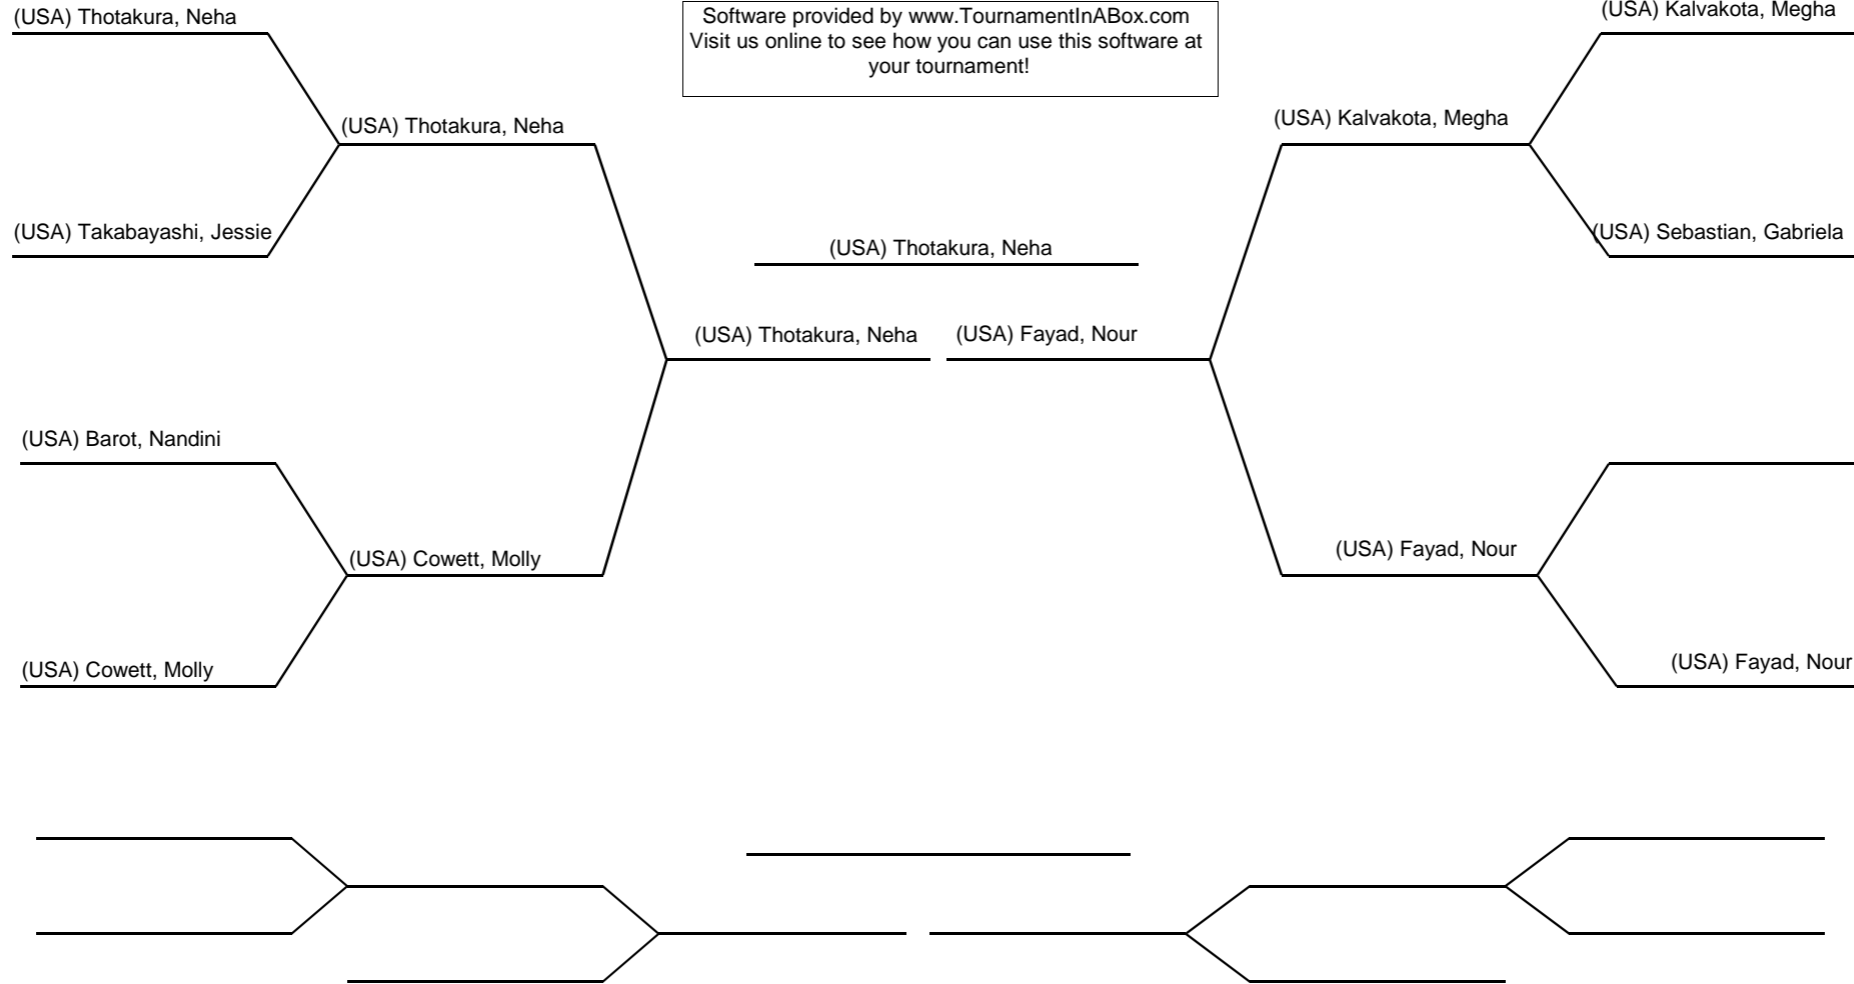 (USA) Thotakura, Neha
Software provided by www.TournamentInABox.com
Visit us online to see how you can use this software at
your tournament!
(USA) Kalvakota, Megha
(USA) Thotakura, Neha
(USA) Kalvakota, Megha
(USA) Takabayashi, Jessie
(USA) Sebastian, Gabriela
(USA) Thotakura, Neha
(USA) Thotakura, Neha
(USA) Fayad, Nour
(USA) Barot, Nandini
(USA) Cowett, Molly
(USA) Fayad, Nour
(USA) Cowett, Molly
(USA) Fayad, Nour